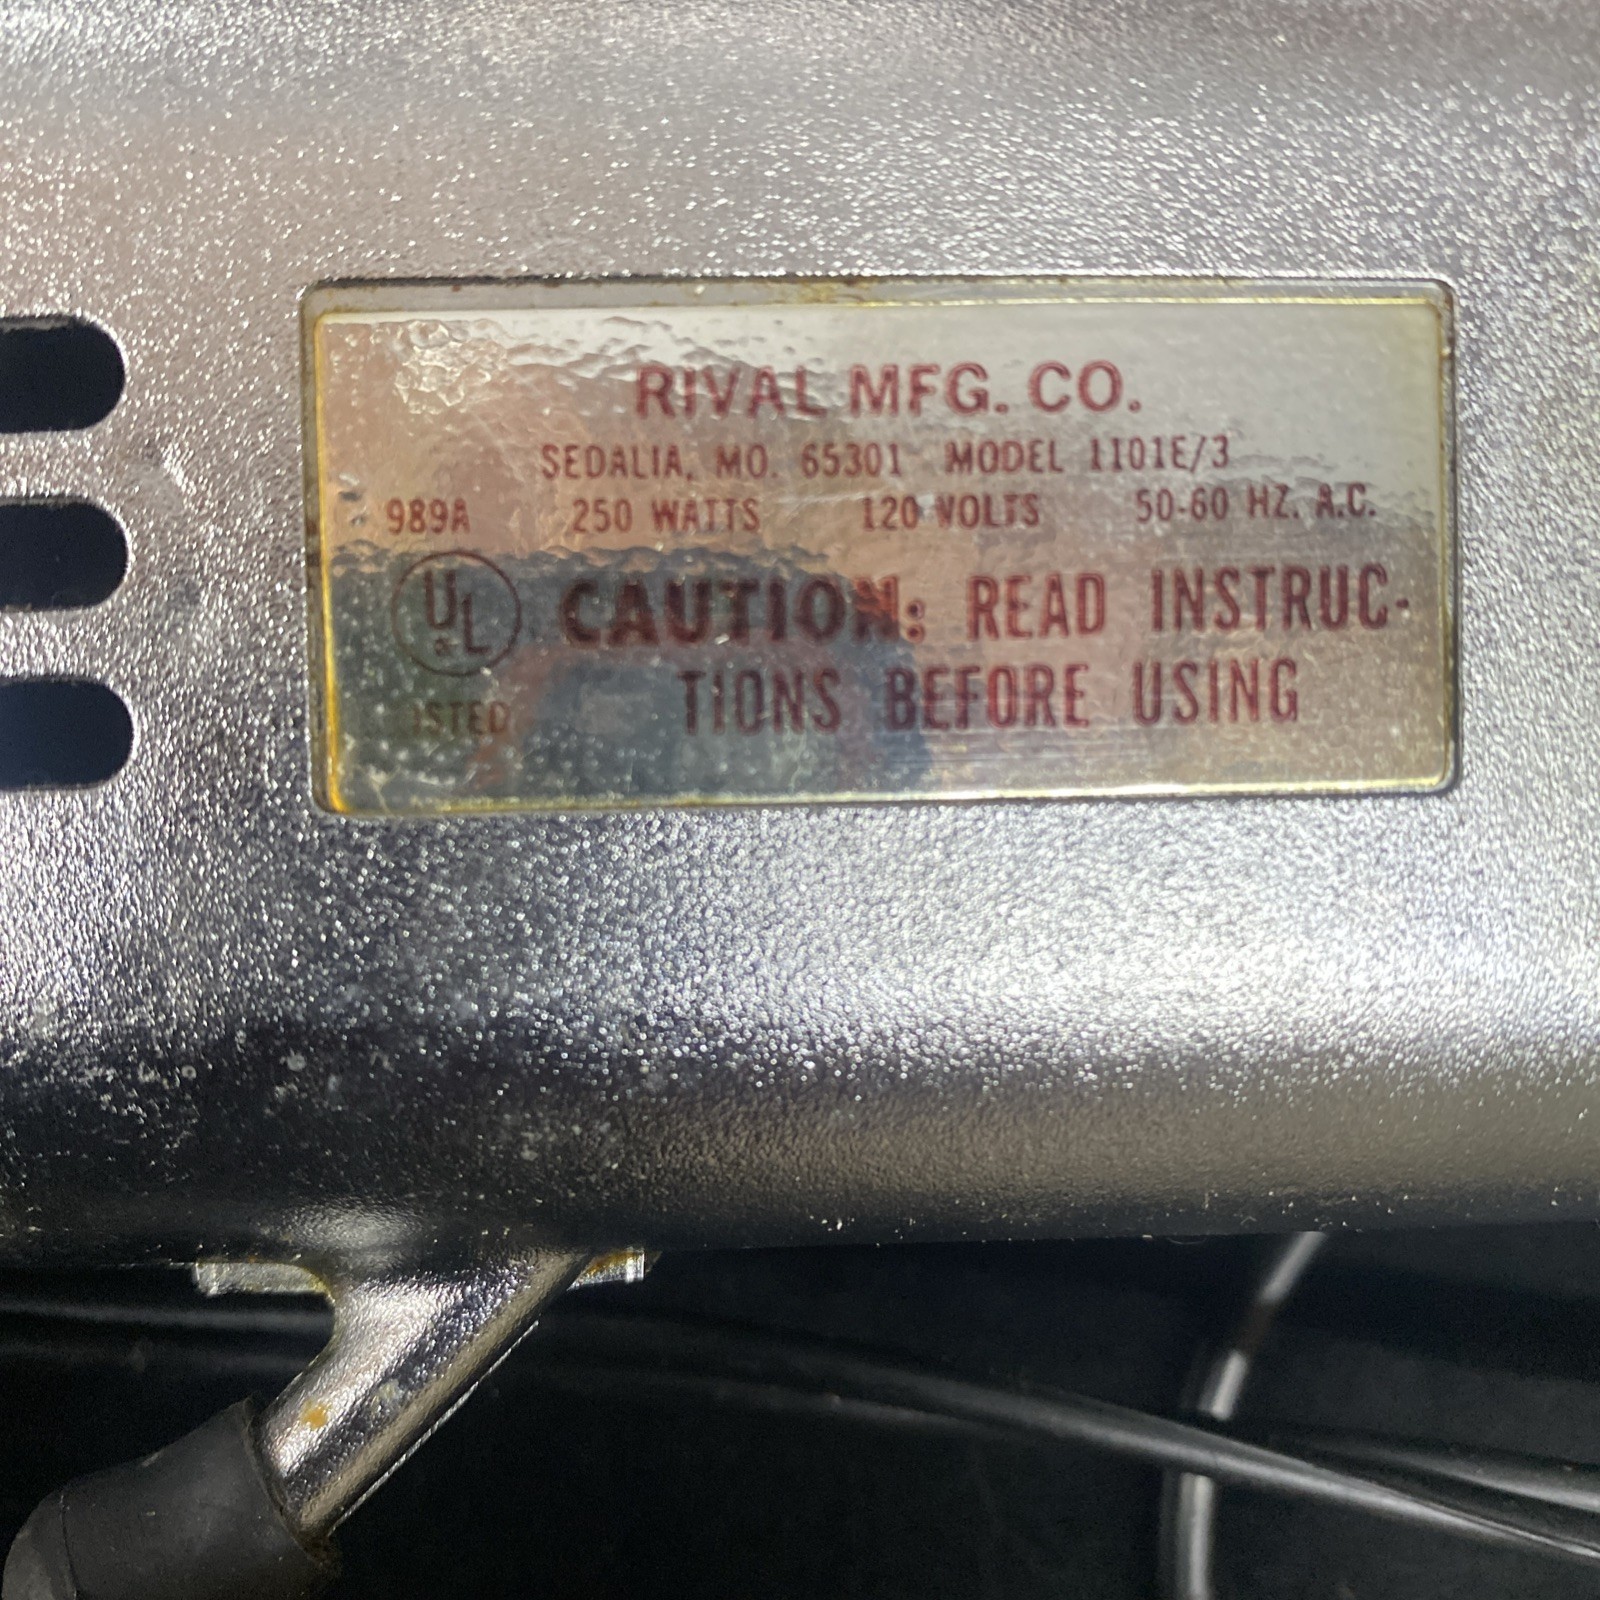 RIVAL MFG. CO.
SEDALIA, MO. 65301 MODEL 1101E/3
989A 250 WATTS 120 VOLTS 50-60 HZ. A.C.
UL CAUTION: READ INSTRUC-
TIONS BEFORE USING